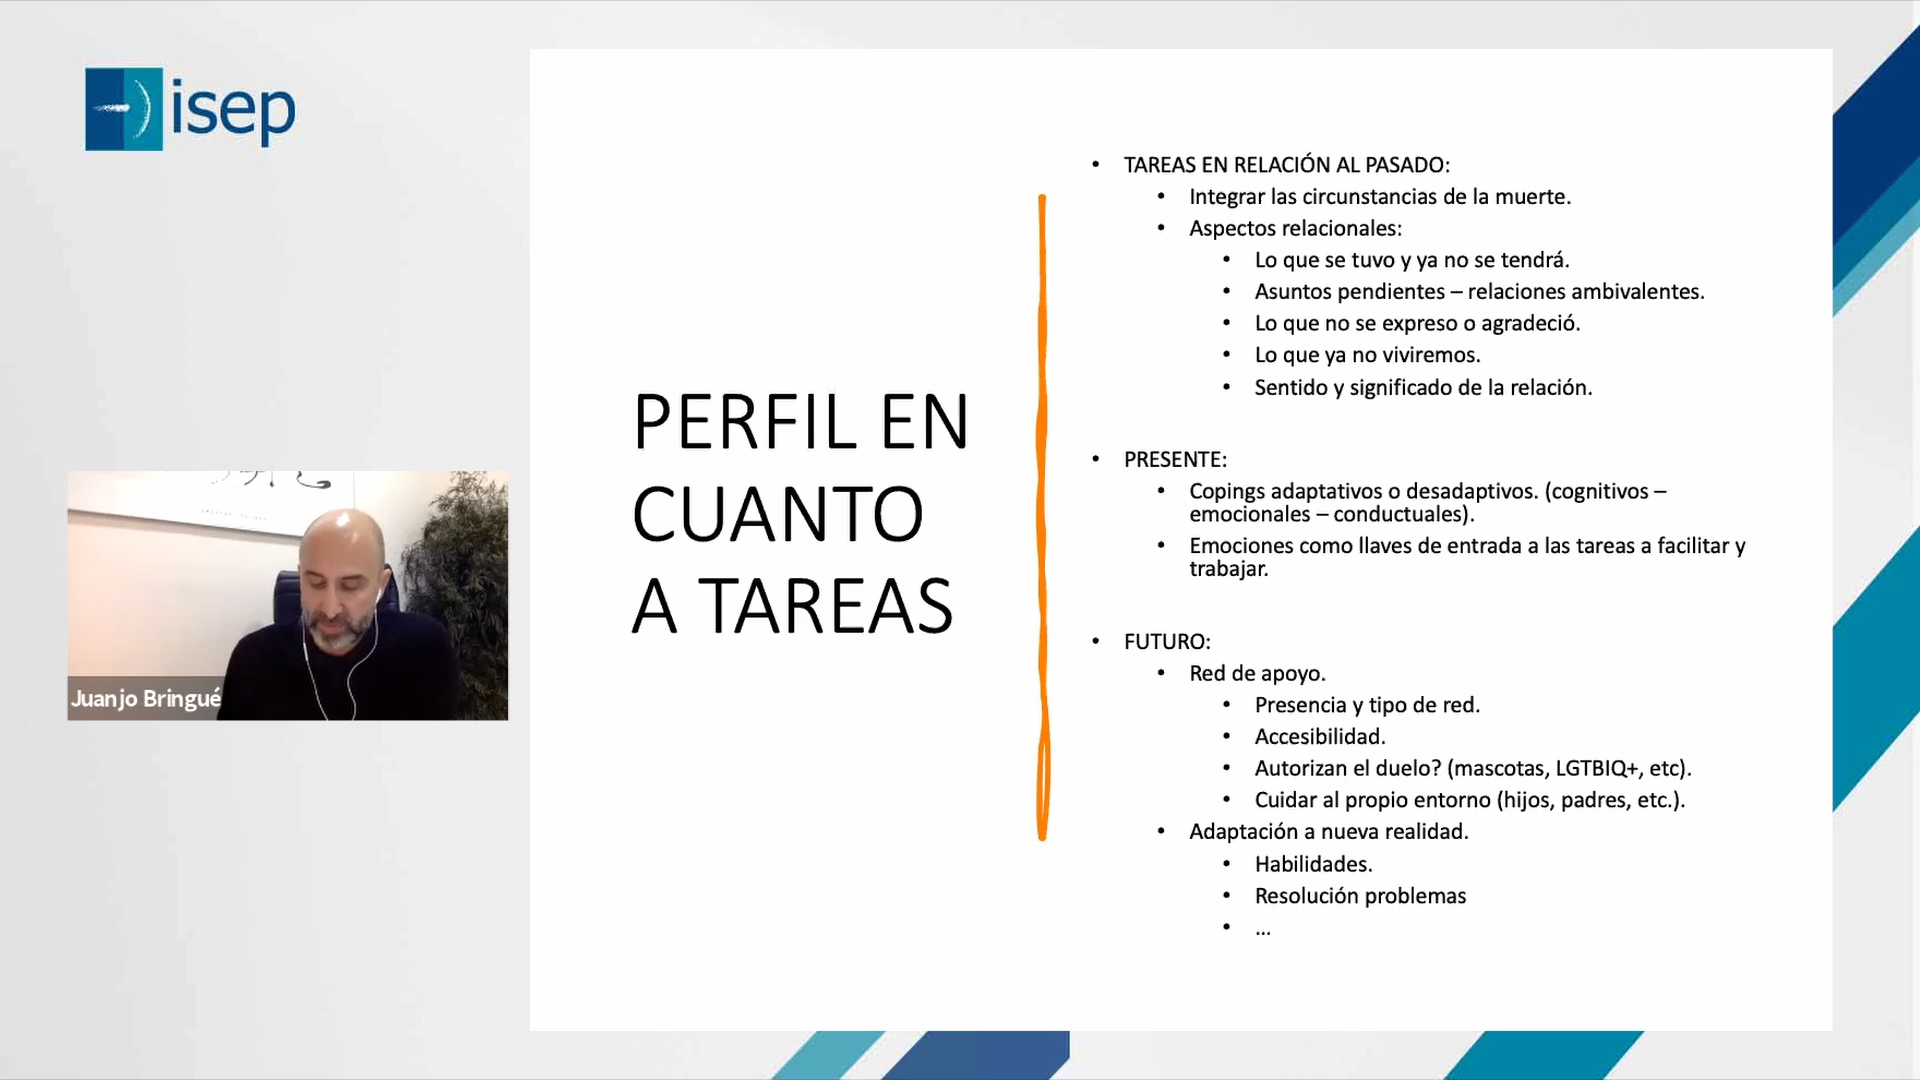 isep
PERFIL EN
CUANTO
A TAREAS
• TAREAS EN RELACIÓN AL PASADO:
• Integrar las circunstancias de la muerte.
• Aspectos relacionales:
• Lo que se tuvo y ya no se tendrá.
• Asuntos pendientes – relaciones ambivalentes.
• Lo que no se expreso o agradeció.
• Lo que ya no viviremos.
• Sentido y significado de la relación.
• PRESENTE:
• Copings adaptativos o desadaptivos. (cognitivos –
emocionales – conductuales).
• Emociones como llaves de entrada a las tareas a facilitar y
trabajar.
• FUTURO:
• Red de apoyo.
• Presencia y tipo de red.
• Accesibilidad.
• Autorizan el duelo? (mascotas, LGTBIQ+, etc).
• Cuidar al propio entorno (hijos, padres, etc.).
• Adaptación a nueva realidad.
• Habilidades.
• Resolución problemas
• ...
Juanjo Bringué